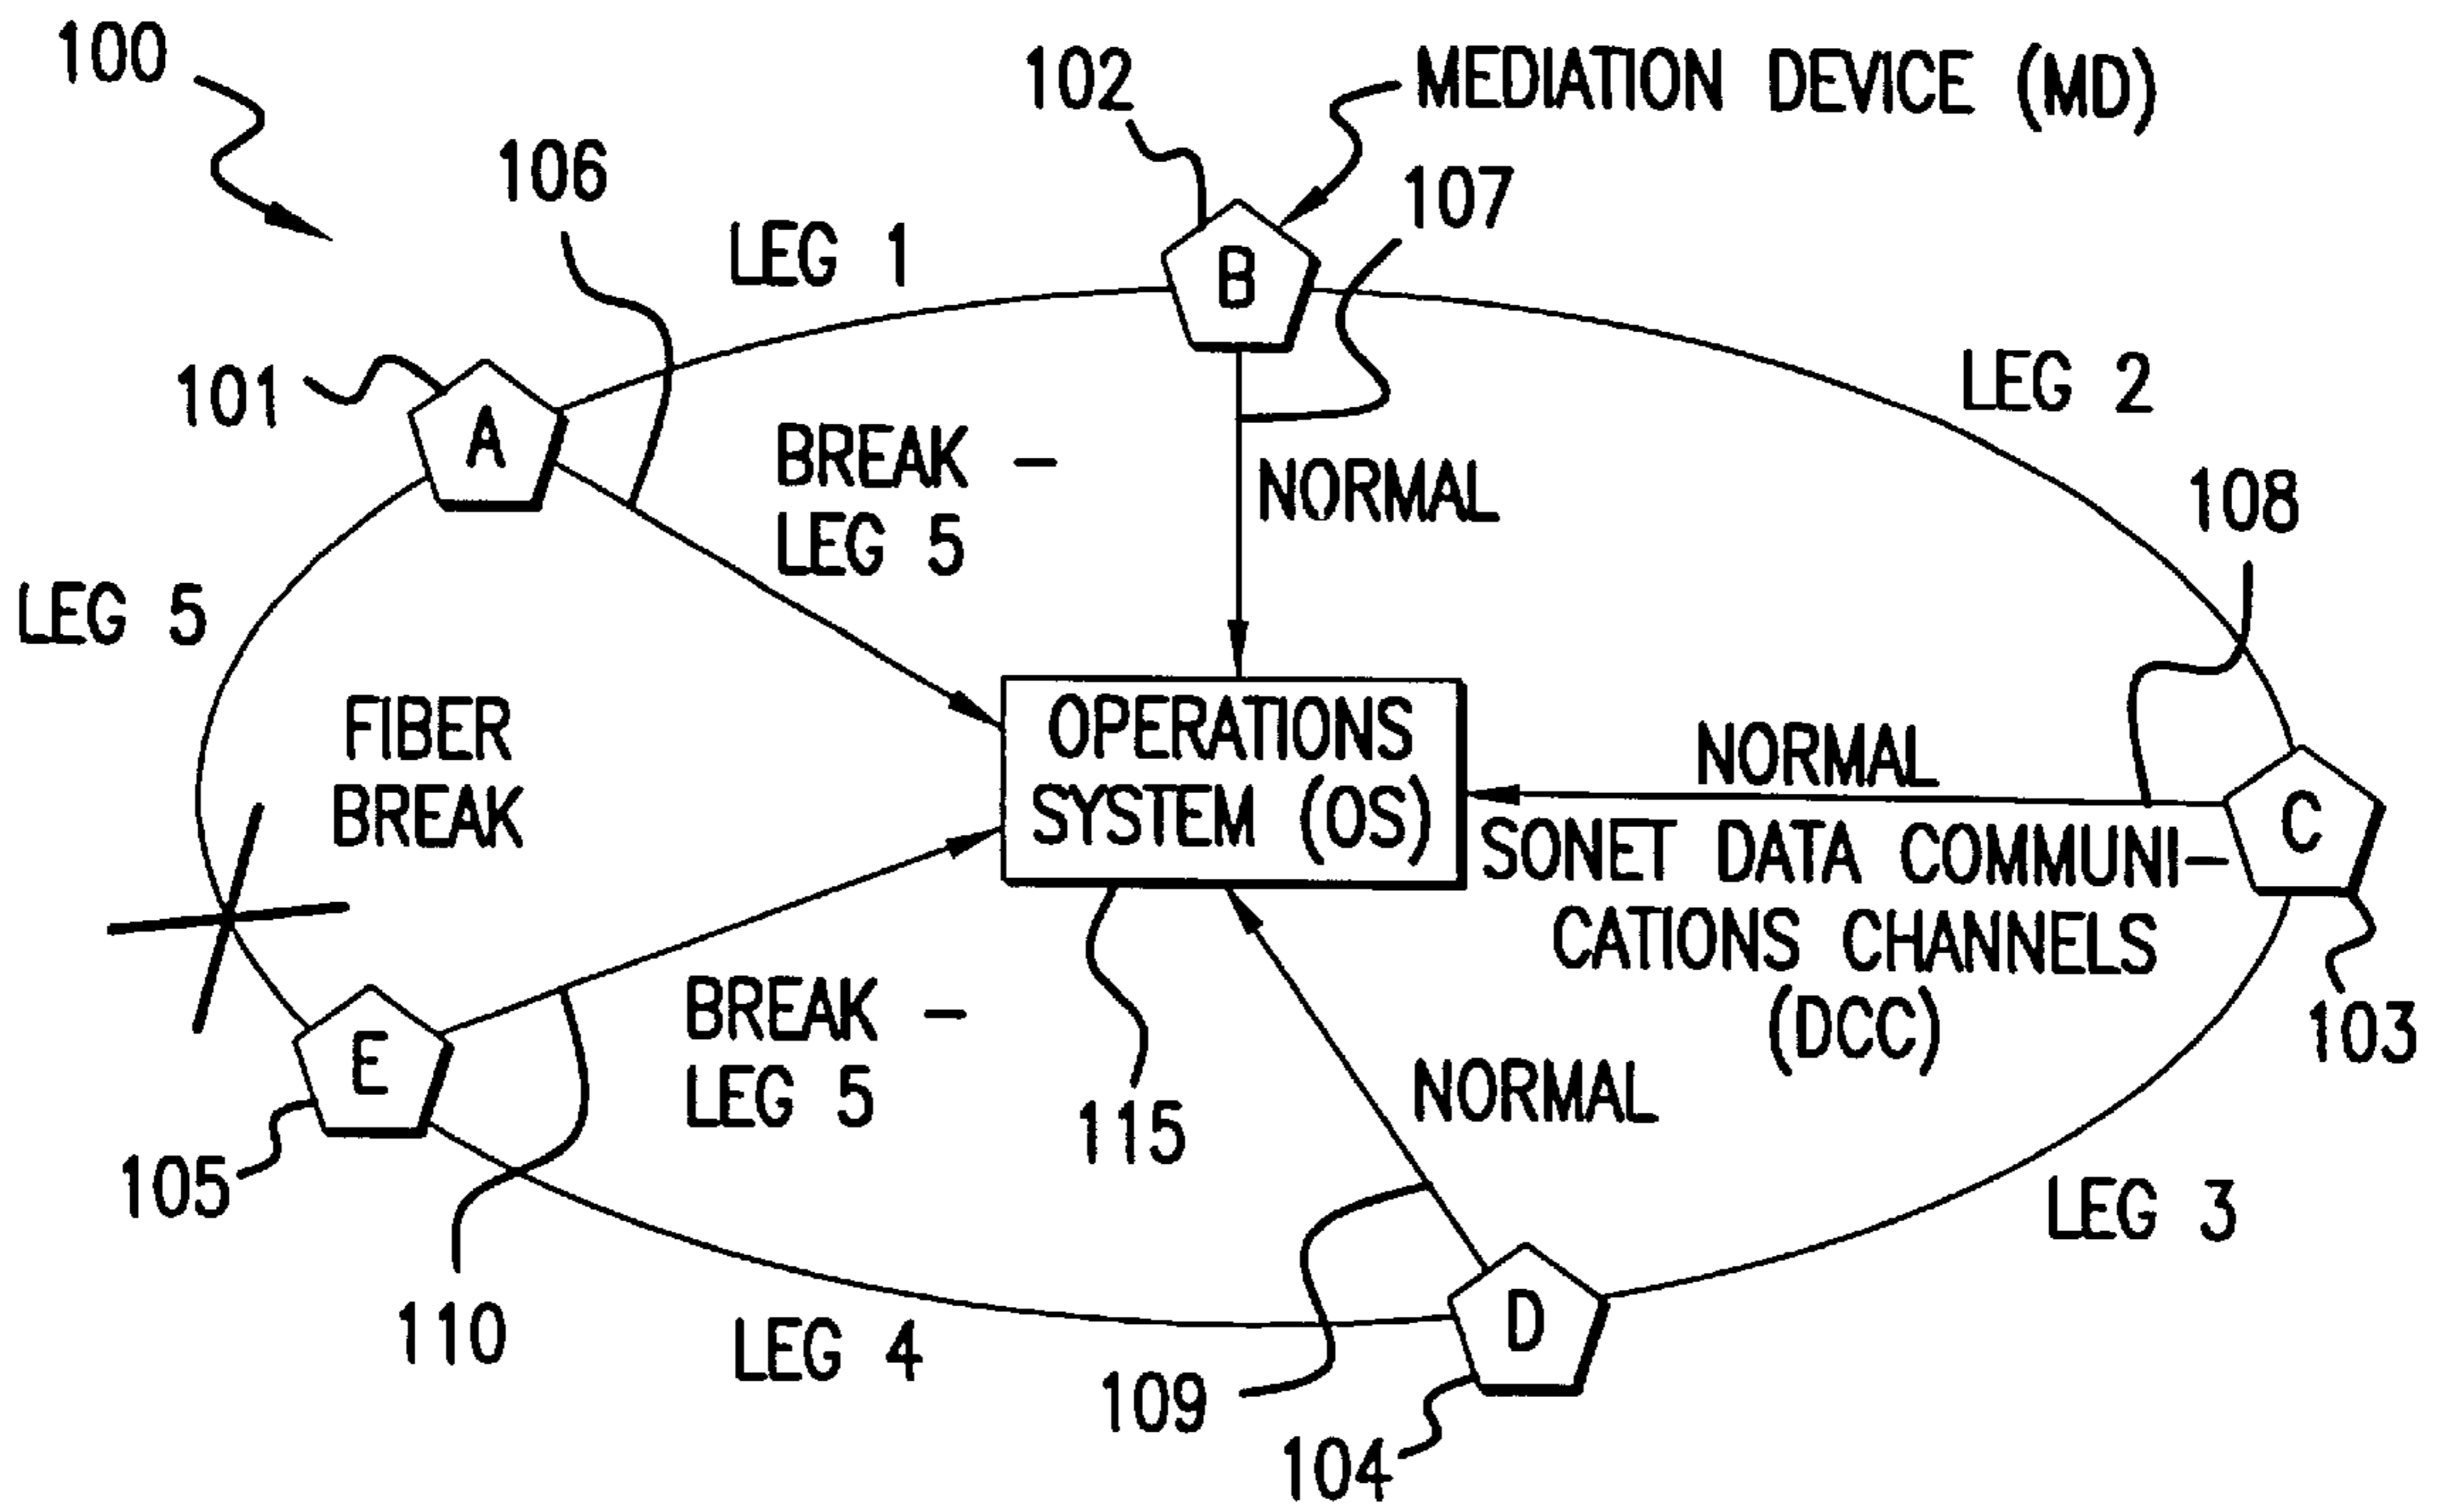 100
102
MEDIATION DEVICE (MD)
106
107
LEG 1
B
LEG 2
101
A
BREAK –
LEG 5
NORMAL
108
LEG 5
FIBER
BREAK
OPERATIONS
SYSTEM (OS)
NORMAL
SONET DATA COMMUNI–
CATIONS CHANNELS
(DCC)
C
103
BREAK –
LEG 5
E
105
115
NORMAL
110
LEG 4
109
D
104
LEG 3